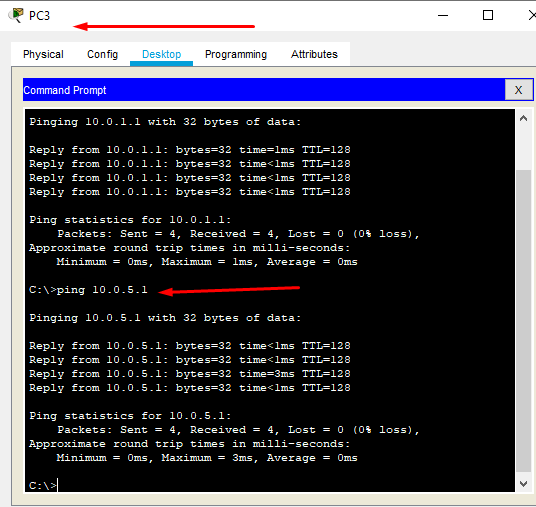 PC3
Physical Config Desktop Programming Attributes
Command Prompt X
Pinging 10.0.1.1 with 32 bytes of data:
Reply from 10.0.1.1: bytes=32 time=1ms TTL=128
Reply from 10.0.1.1: bytes=32 time<1ms TTL=128
Reply from 10.0.1.1: bytes=32 time<1ms TTL=128
Reply from 10.0.1.1: bytes=32 time<1ms TTL=128
Ping statistics for 10.0.1.1:
Packets: Sent = 4, Received = 4, Lost = 0 (0% loss),
Approximate round trip times in milli-seconds:
Minimum = 0ms, Maximum = 1ms, Average = 0ms
C:\>ping 10.0.5.1
Pinging 10.0.5.1 with 32 bytes of data:
Reply from 10.0.5.1: bytes=32 time<1ms TTL=128
Reply from 10.0.5.1: bytes=32 time<1ms TTL=128
Reply from 10.0.5.1: bytes=32 time=3ms TTL=128
Reply from 10.0.5.1: bytes=32 time<1ms TTL=128
Ping statistics for 10.0.5.1:
Packets: Sent = 4, Received = 4, Lost = 0 (0% loss),
Approximate round trip times in milli-seconds:
Minimum = 0ms, Maximum = 3ms, Average = 0ms
C:\>